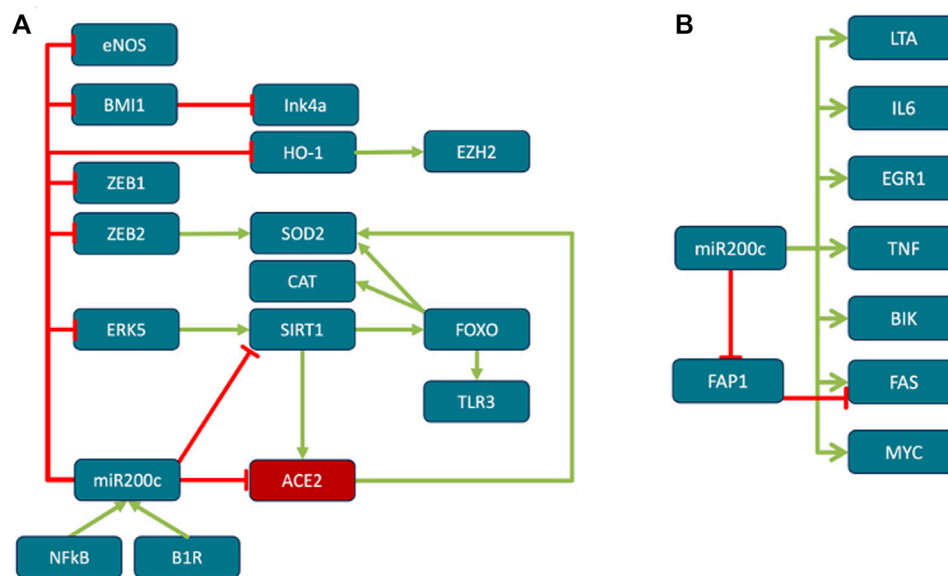 A
eNOS
BMI1
Ink4a
HO-1
EZH2
ZEB1
ZEB2
SOD2
CAT
ERK5
SIRT1
FOXO
TLR3
miR200c
ACE2
NFkB
B1R
B
LTA
IL6
EGR1
miR200c
TNF
BIK
FAP1
FAS
MYC